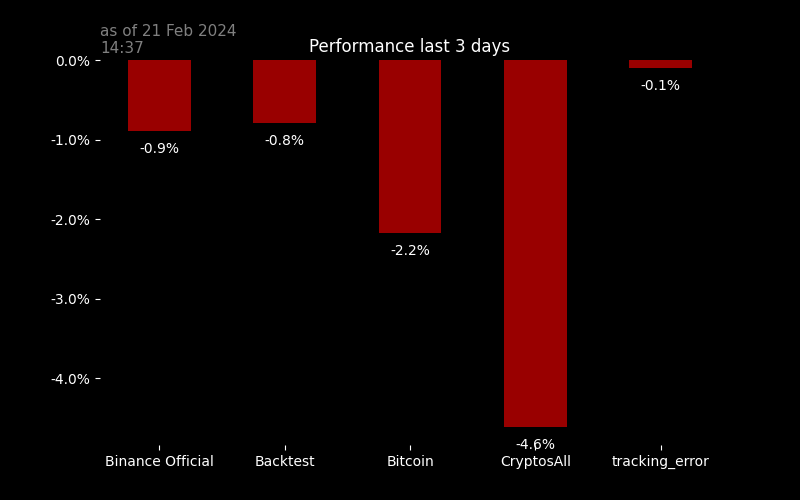 as of 21 Feb 2024
14:37
Performance last 3 days
0.0%
-1.0%
-2.0%
-3.0%
-4.0%
-0.9%
-0.8%
-2.2%
-4.6%
-0.1%
Binance Official
Backtest
Bitcoin
CryptosAll
tracking_error